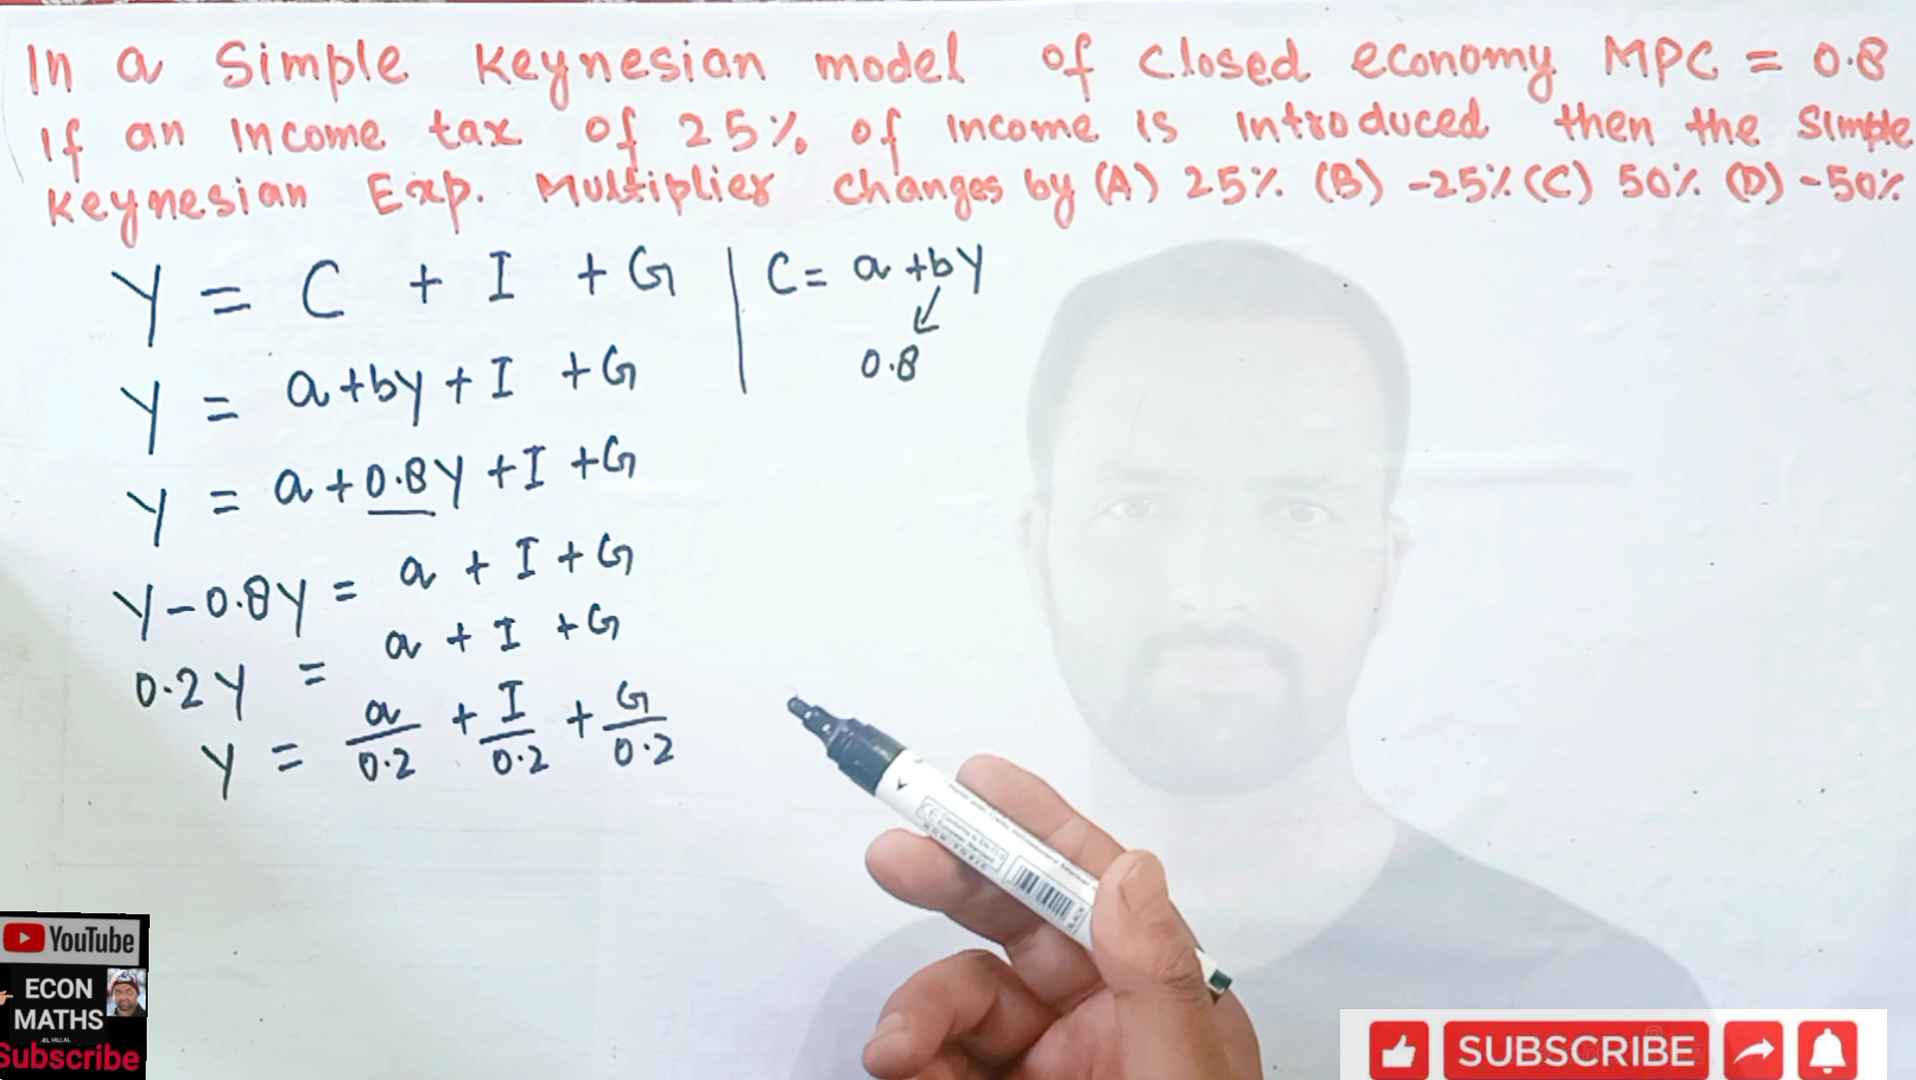 In a Simple Keynesian model of closed economy MPC = 0.8
If an Income tax of 25% of Income is Introduced then the Simple
Keynesian Exp. Multiplier changes by (A) 25% (B) -25% (C) 50% (D) -50%
Y = C + I + G | C = a + bY
0.8
Y = a + by + I + G
Y = a + 0.8Y + I + G
Y - 0.8Y = a + I + G
0.2Y = a + I + G
Y = a/0.2 + I/0.2 + G/0.2
YouTube
ECON
MATHS
Subscribe
SUBSCRIBE